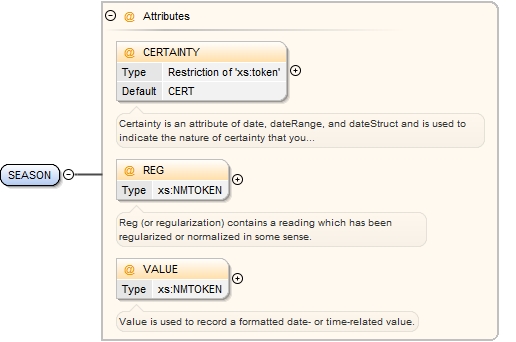 Attributes
@ CERTAINTY
Type Restriction of 'xs:token'
Default CERT
Certainty is an attribute of date, dateRange, and dateStruct and is used to
indicate the nature of certainty that you...
SEASON
@ REG
Type xs:NMTOKEN
Reg (or regularization) contains a reading which has been
regularized or normalized in some sense.
@ VALUE
Type xs:NMTOKEN
Value is used to record a formatted date- or time-related value.